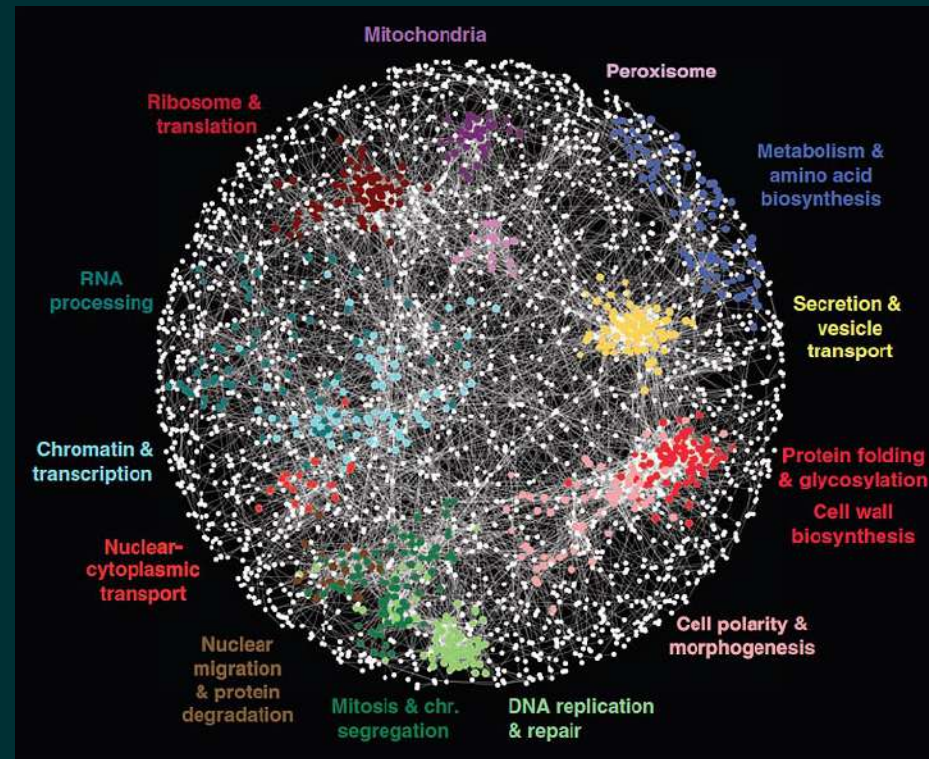 Mitochondria
Peroxisome
Ribosome &
translation
Metabolism &
amino acid
biosynthesis
RNA
processing
Secretion &
vesicle
transport
Chromatin &
transcription
Protein folding
& glycosylation
Cell wall
biosynthesis
Nuclear-
cytoplasmic
transport
Cell polarity &
morphogenesis
Nuclear
migration
& protein
degradation
Mitosis & chr.
segregation
DNA replication
& repair